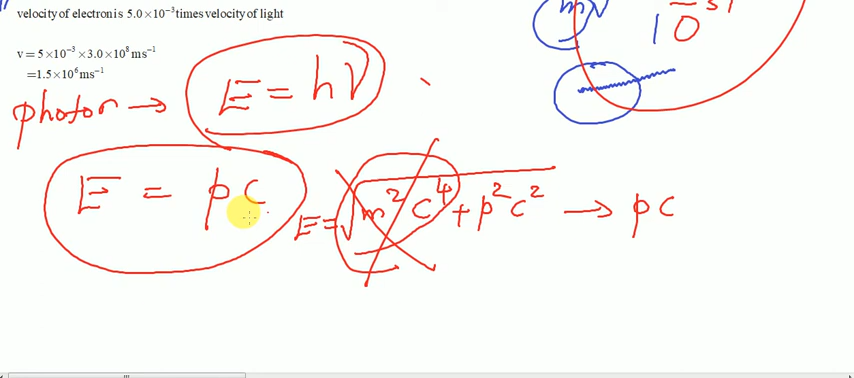 velocity of electron is 5.0×10⁻³ times velocity of light
mv
10⁻³¹
v = 5×10⁻³ ×3.0×10⁸ ms⁻¹
=1.5×10⁶ ms⁻¹
photon → E = hν
E = pc
E = √m²c⁴ + p²c² → pc